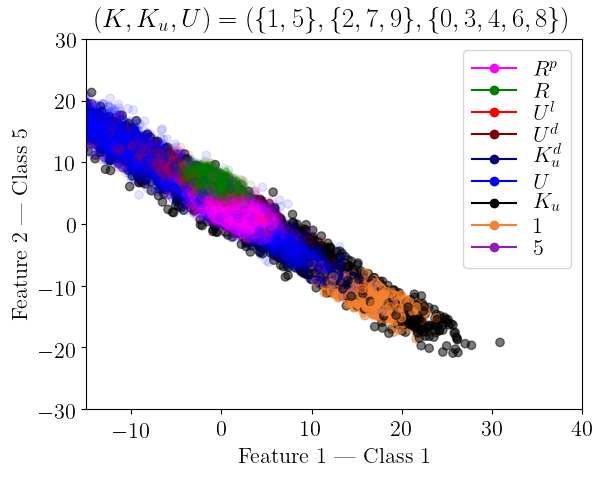 (K, K_u, U) = ({1, 5}, {2, 7, 9}, {0, 3, 4, 6, 8})
30
20
10
0
−10
−20
−30
−10
0
10
20
30
40
Feature 2 — Class 5
Feature 1 — Class 1
R^p
R
U^l
U^d
K_u^d
U
K_u
1
5